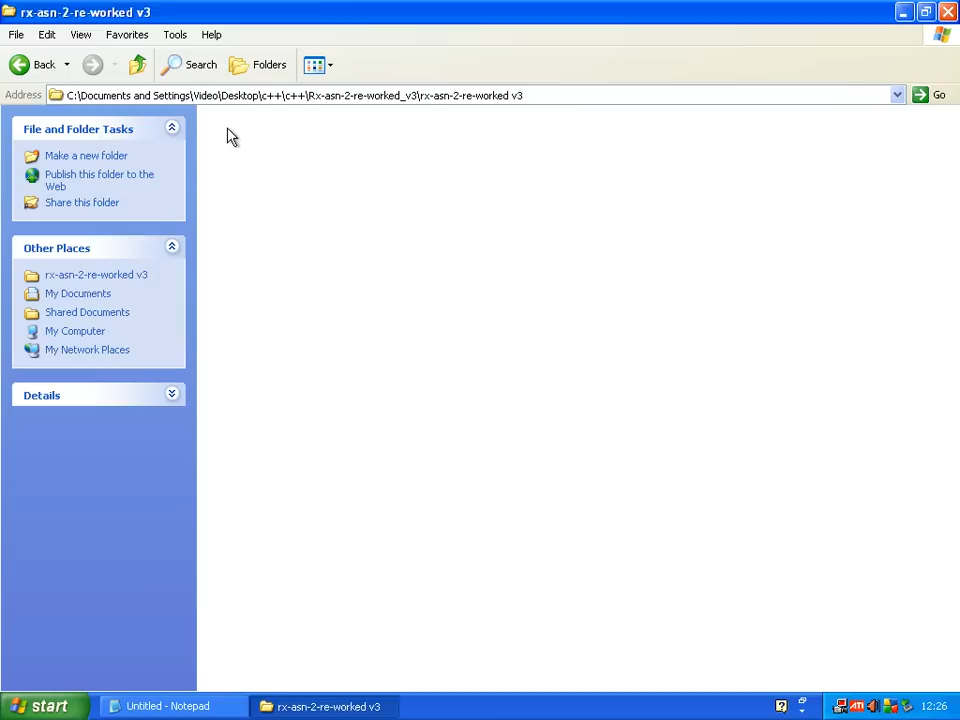 rx-asn-2-re-worked v3
File Edit View Favorites Tools Help
Back Search Folders
Address C:\Documents and Settings\Video\Desktop\c++\c++\Rx-asn-2-re-worked_v3\rx-asn-2-re-worked v3 Go
File and Folder Tasks
Make a new folder
Publish this folder to the
Web
Share this folder
Other Places
rx-asn-2-re-worked v3
My Documents
Shared Documents
My Computer
My Network Places
Details
start Untitled - Notepad rx-asn-2-re-worked v3 ? ATI 12:26